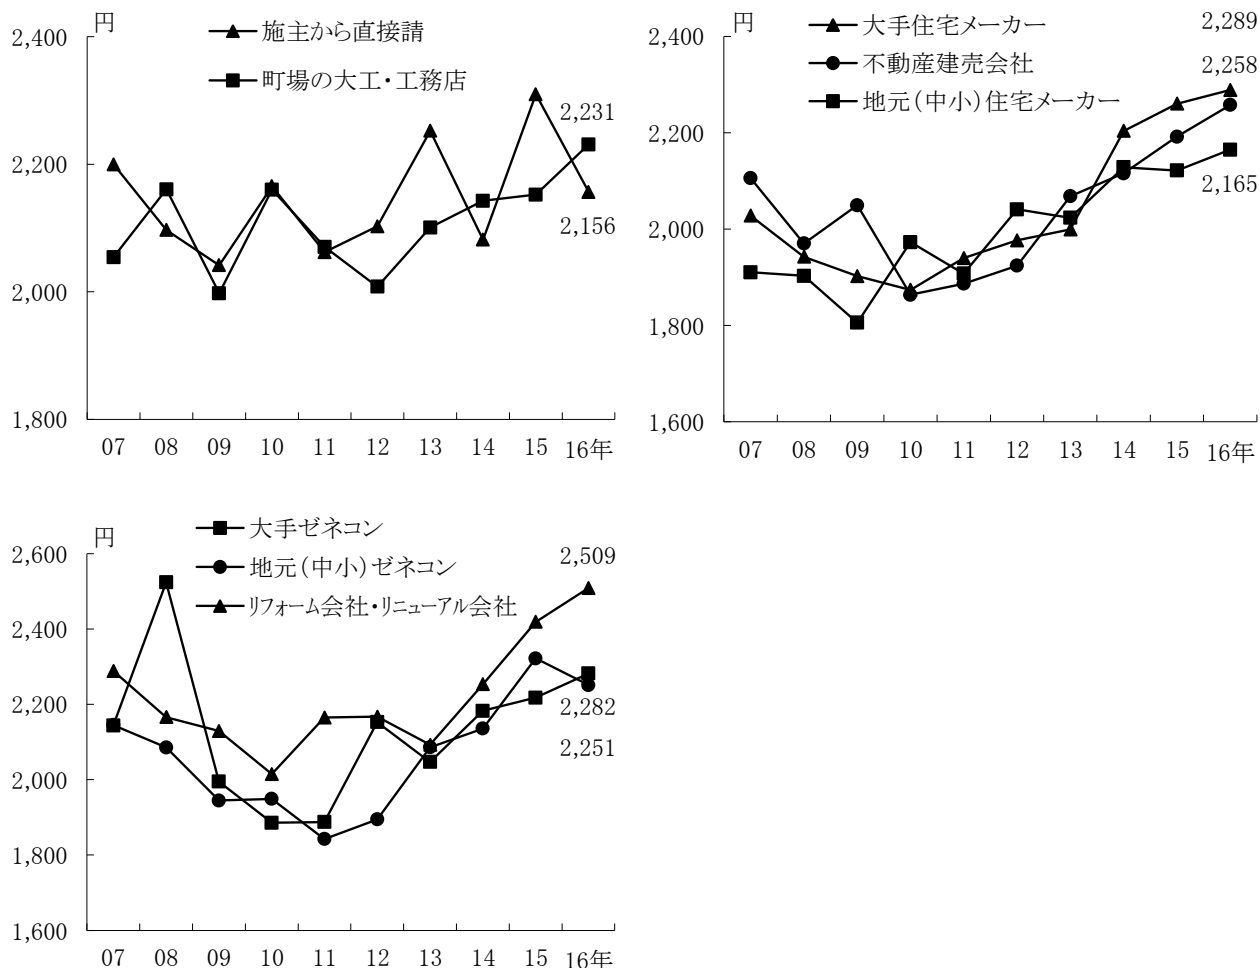 円
施主から直接請
町場の大工・工務店
2,400
2,200
2,000
1,800
2,231
2,156
07 08 09 10 11 12 13 14 15 16年
円
大手住宅メーカー
不動産建売会社
地元(中小)住宅メーカー
2,400
2,200
2,000
1,800
1,600
2,289
2,258
2,165
07 08 09 10 11 12 13 14 15 16年
円
大手ゼネコン
地元(中小)ゼネコン
ﾘﾌｫｰﾑ会社・ﾘﾆｭｰｱﾙ会社
2,600
2,400
2,200
2,000
1,800
1,600
2,509
2,282
2,251
07 08 09 10 11 12 13 14 15 16年